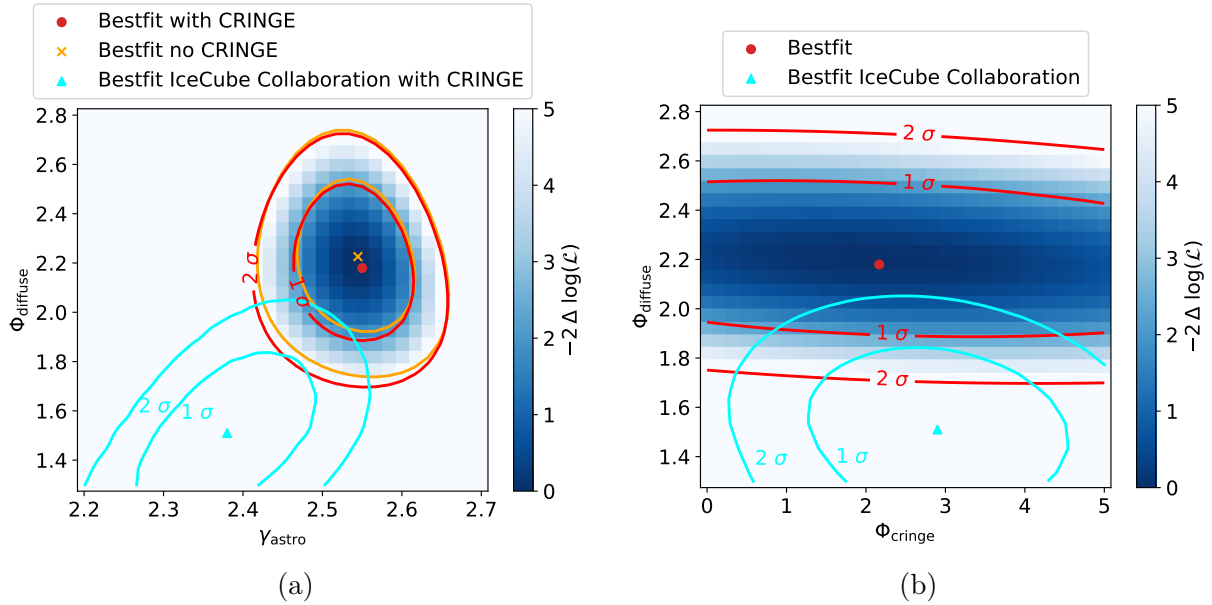 Bestfit with CRINGE
Bestfit no CRINGE
Bestfit IceCube Collaboration with CRINGE
2.8
2.6
2.4
2.2
2.0
1.8
1.6
1.4
Φdiffuse
2 σ
1 σ
2 σ
1 σ
2.2 2.3 2.4 2.5 2.6 2.7
γastro
5
4
3
2
1
0
−2 Δ log(ℒ)
(a)
Bestfit
Bestfit IceCube Collaboration
2.8
2.6
2.4
2.2
2.0
1.8
1.6
1.4
Φdiffuse
2 σ
1 σ
1 σ
2 σ
2 σ
1 σ
0 1 2 3 4 5
Φcringe
5
4
3
2
1
0
−2 Δ log(ℒ)
(b)